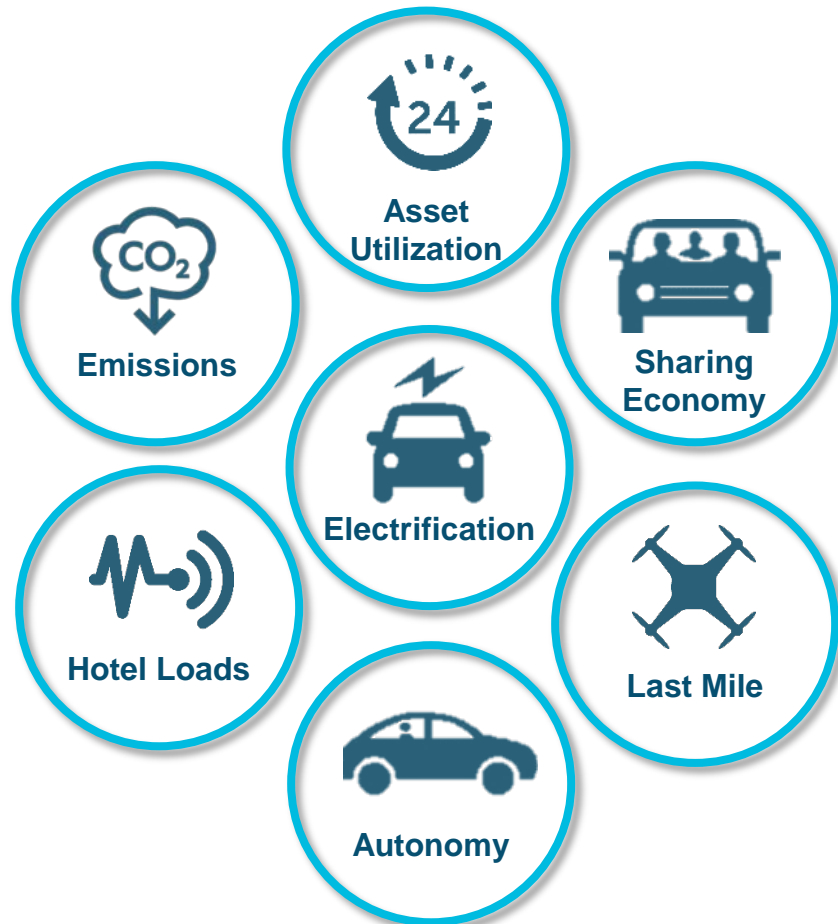 24
Asset
Utilization
CO₂
Emissions
Sharing
Economy
Electrification
Hotel Loads
Last Mile
Autonomy